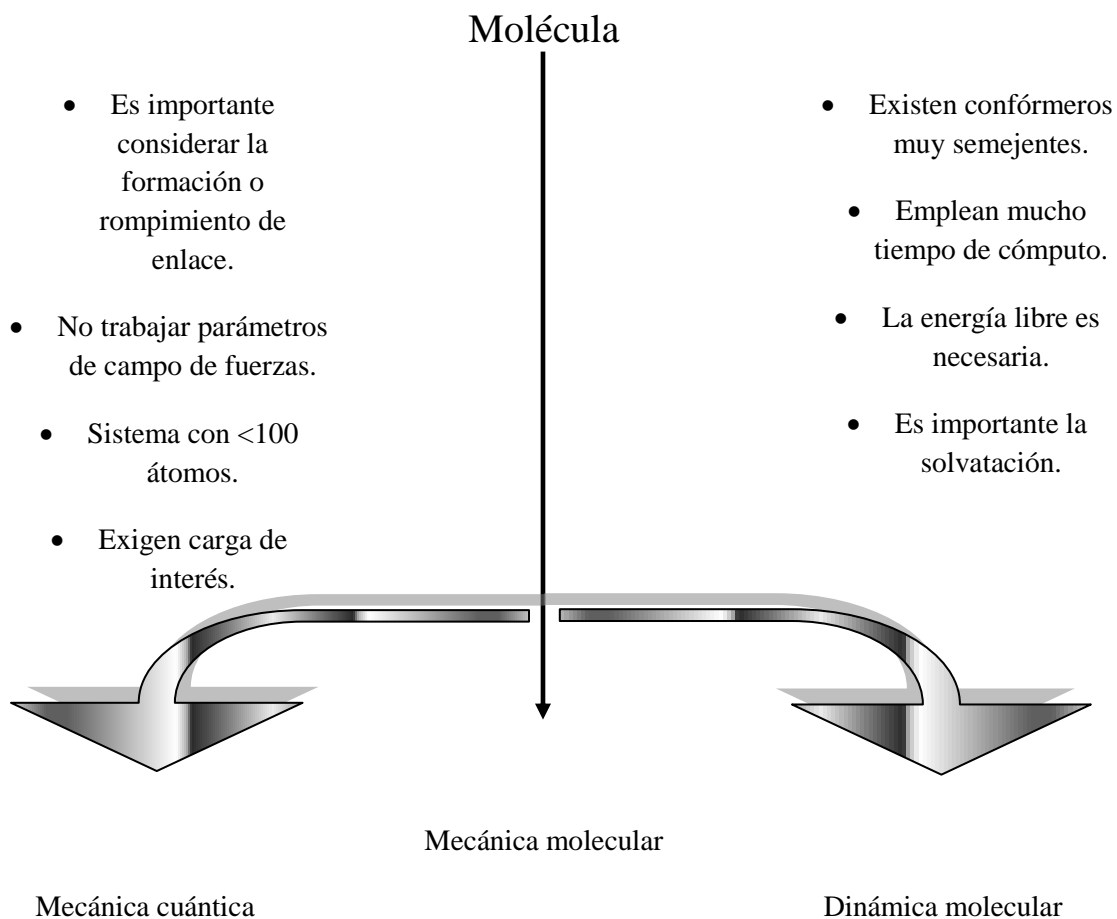 Molécula
• Es importante
considerar la
formación o
rompimiento de
enlace.
• No trabajar parámetros
de campo de fuerzas.
• Sistema con <100
átomos.
• Exigen carga de
interés.
• Existen confórmeros
muy semejentes.
• Emplean mucho
tiempo de cómputo.
• La energía libre es
necesaria.
• Es importante la
solvatación.
Mecánica molecular
Mecánica cuántica
Dinámica molecular